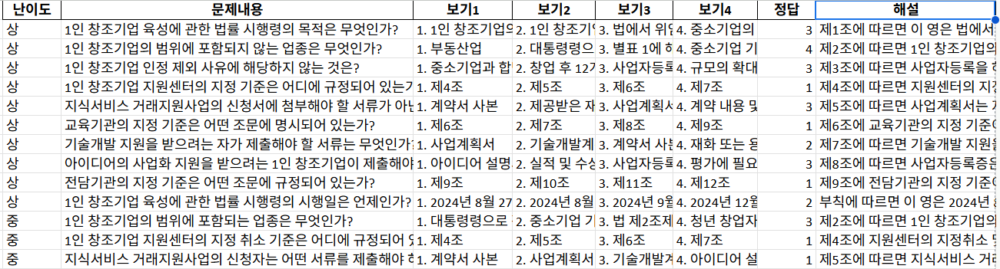 난이도 문제내용 보기1 보기2 보기3 보기4 정답 해설
상 1인 창조기업 육성에 관한 법률 시행령의 목적은 무엇인가? 1. 1인 창조기업의 2. 1인 창조기 3. 법에서 위임 4. 중소기업의 3 제1조에 따르면 이 영은 법에서
상 1인 창조기업의 범위에 포함되지 않는 업종은 무엇인가? 1. 부동산업 2. 대통령령으 3. 별표 1에 해 4. 중소기업 기 4 제2조에 따르면 1인 창조기업의
상 1인 창조기업 인정 제외 사유에 해당하지 않는 것은? 1. 중소기업과 합 2. 창업 후 12 3. 사업자등록 4. 규모의 확대 3 제3조에 따르면 사업자등록을
상 1인 창조기업 지원센터의 지정 기준은 어디에 규정되어 있는가 1. 제4조 2. 제5조 3. 제6조 4. 제7조 1 제4조에 따르면 지원센터의 지정
상 지식서비스 거래지원사업의 신청서에 첨부해야 할 서류가 아닌 1. 계약서 사본 2. 제공받은 재 3. 사업계획서 4. 계약 내용 및 3 제5조에 따르면 사업계획서는
상 교육기관의 지정 기준은 어떤 조문에 명시되어 있는가? 1. 제6조 2. 제7조 3. 제8조 4. 제9조 1 제6조에 교육기관의 지정 기준이
상 기술개발 지원을 받으려는 자가 제출해야 할 서류는 무엇인가? 1. 사업계획서 2. 기술개발계 3. 계약서 사본 4. 재화 또는 용 2 제7조에 따르면 기술개발 지원을
상 아이디어의 사업화 지원을 받으려는 1인 창조기업이 제출해야 1. 아이디어 설명 2. 실적 및 수상 3. 사업자등록 4. 평가에 필요 3 제8조에 따르면 사업자등록증은
상 전담기관의 지정 기준은 어떤 조문에 규정되어 있는가? 1. 제9조 2. 제10조 3. 제11조 4. 제12조 1 제9조에 전담기관의 지정 기준이
상 1인 창조기업 육성에 관한 법률 시행령의 시행일은 언제인가? 1. 2024년 8월 27 2. 2024년 8월 3. 2024년 9월 4. 2024년 12월 2 부칙에 따르면 이 영은 2024년
중 1인 창조기업의 범위에 포함되는 업종은 무엇인가? 1. 대통령령으로 2. 중소기업 기 3. 법 제2조제 4. 청년 창업자 3 제2조에 따르면 1인 창조기업의
중 1인 창조기업 지원센터의 지정 취소 기준은 어디에 규정되어 1. 제4조 2. 제5조 3. 제6조 4. 제7조 1 제4조에 지원센터의 지정취소 및
중 지식서비스 거래지원사업의 신청자는 어떤 서류를 제출해야 1. 계약서 사본 2. 사업계획서 3. 기술개발계 4. 아이디어 설 1 제5조에 따르면 지식서비스 거래